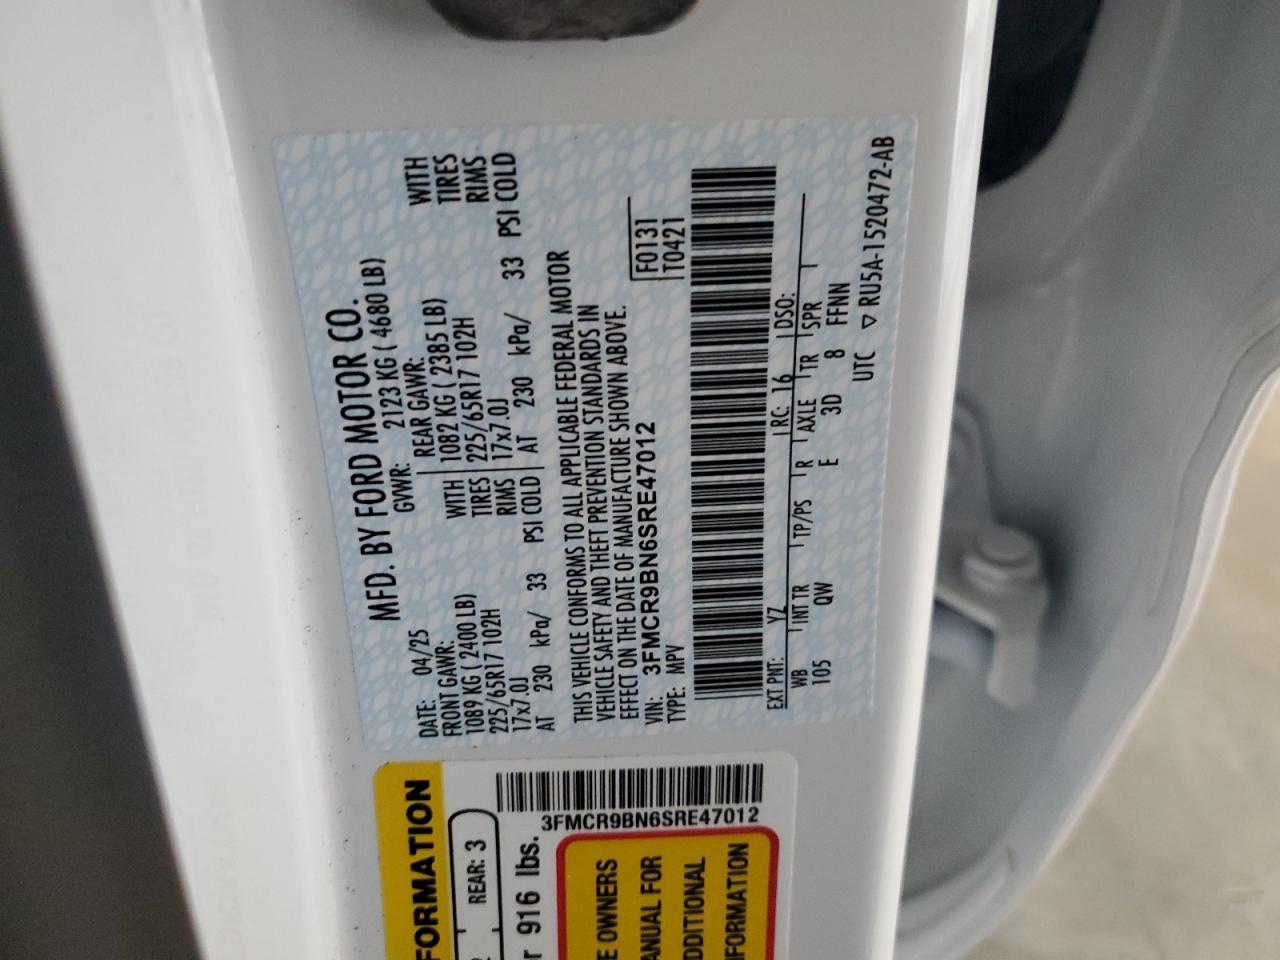 MFD. BY FORD MOTOR CO.
DATE: 04/25 GVWR: 2123 KG ( 4680 LB)
FRONT GAWR: REAR GAWR:
1089 KG ( 2400 LB) WITH 1082 KG ( 2385 LB) WITH
225/65R17 102H TIRES 225/65R17 102H TIRES
17x7.0J RIMS 17x7.0J RIMS
AT 230 kPa/ 33 PSI COLD AT 230 kPa/ 33 PSI COLD
THIS VEHICLE CONFORMS TO ALL APPLICABLE FEDERAL MOTOR
VEHICLE SAFETY AND THEFT PREVENTION STANDARDS IN
EFFECT ON THE DATE OF MANUFACTURE SHOWN ABOVE.
VIN: 3FMCR9BN6SRE47012 F0131
TYPE: MPV T0421
EXT PNT: YZ RC: 16 DSO:
WB INT TR TP/PS R AXLE TR SPR
105 QW E 3D 8 FFNN
UTC ▽ RU5A-1520472-AB
FORMATION
REAR: 3
r 916 lbs.
3FMCR9BN6SRE47012
E OWNERS
ANUAL FOR
DDITIONAL
FORMATION